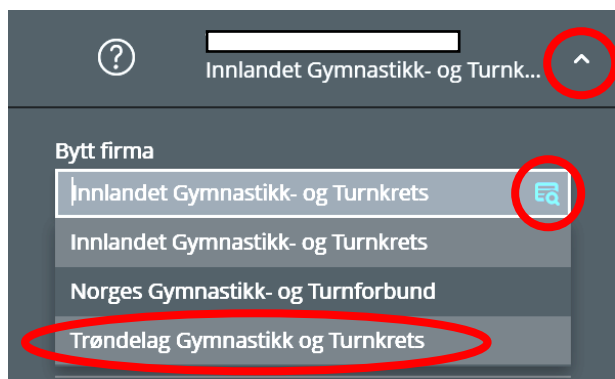 Innlandet Gymnastikk- og Turnk...
Bytt firma
Innlandet Gymnastikk- og Turnkrets
Innlandet Gymnastikk- og Turnkrets
Norges Gymnastikk- og Turnforbund
Trøndelag Gymnastikk og Turnkrets